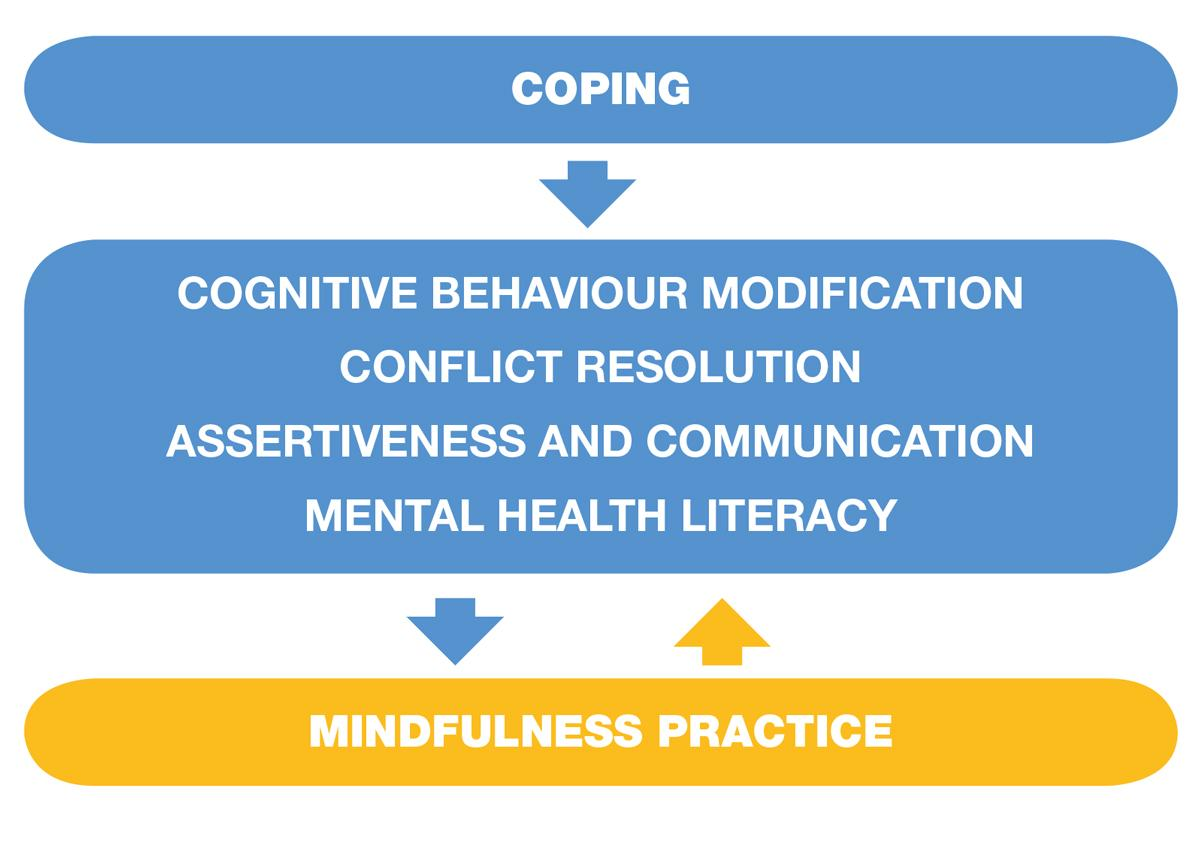 COPING
COGNITIVE BEHAVIOUR MODIFICATION
CONFLICT RESOLUTION
ASSERTIVENESS AND COMMUNICATION
MENTAL HEALTH LITERACY
MINDFULNESS PRACTICE